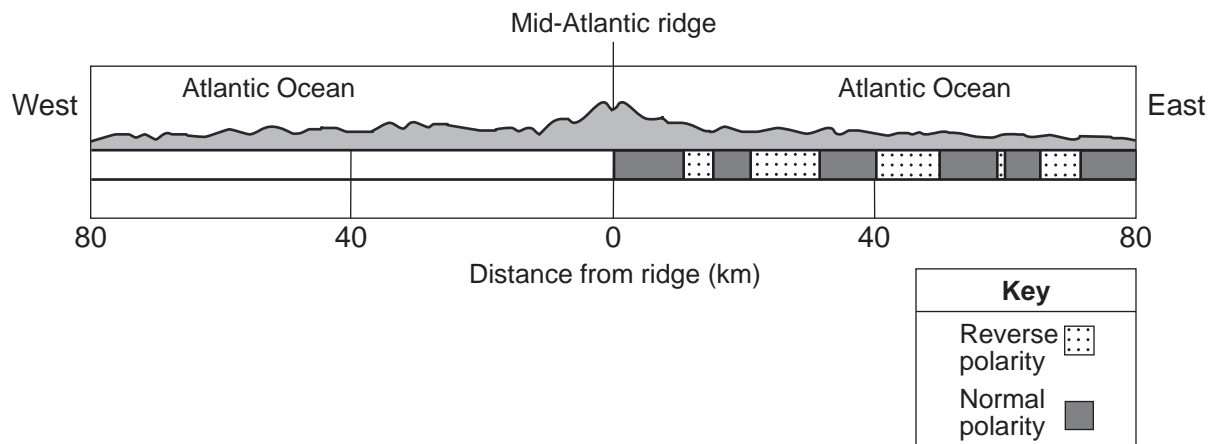 Mid-Atlantic ridge
Atlantic Ocean
Atlantic Ocean
West
East
80
40
0
40
80
Distance from ridge (km)
Key
Reverse
polarity
Normal
polarity